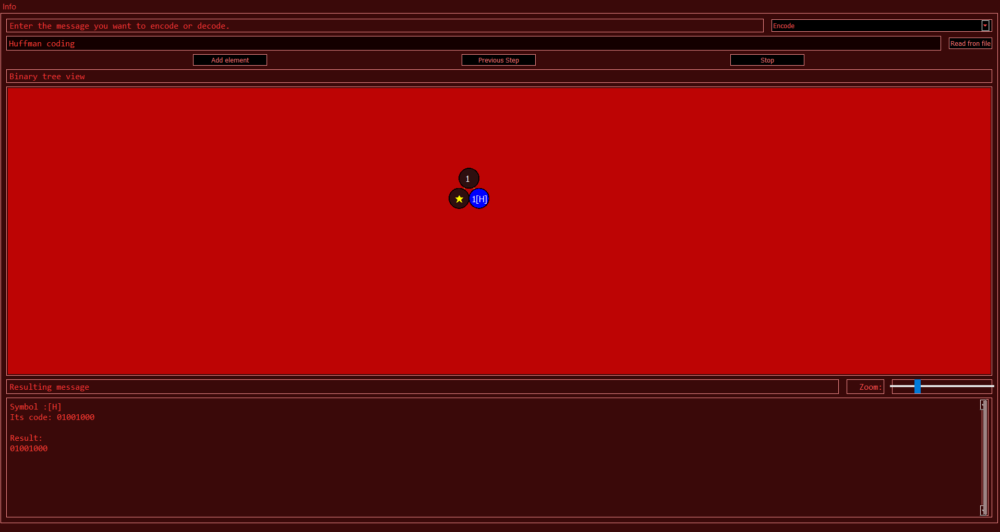 Info
Enter the message you want to encode or decode.
Encode
Huffman coding
Read fron file
Add element
Previous Step
Stop
Binary tree view
1
1[H]
Resulting message
Zoom:
Symbol :[H]
Its code: 01001000
Result:
01001000